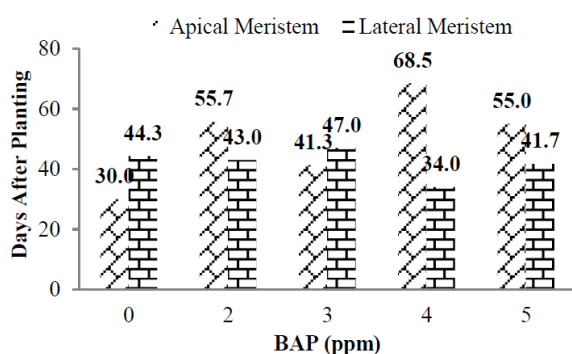 Apical Meristem Lateral Meristem
Days After Planting
80
60
40
20
0
30.0 44.3 55.7 43.0 41.3 47.0 68.5 34.0 55.0 41.7
0 2 3 4 5
BAP (ppm)